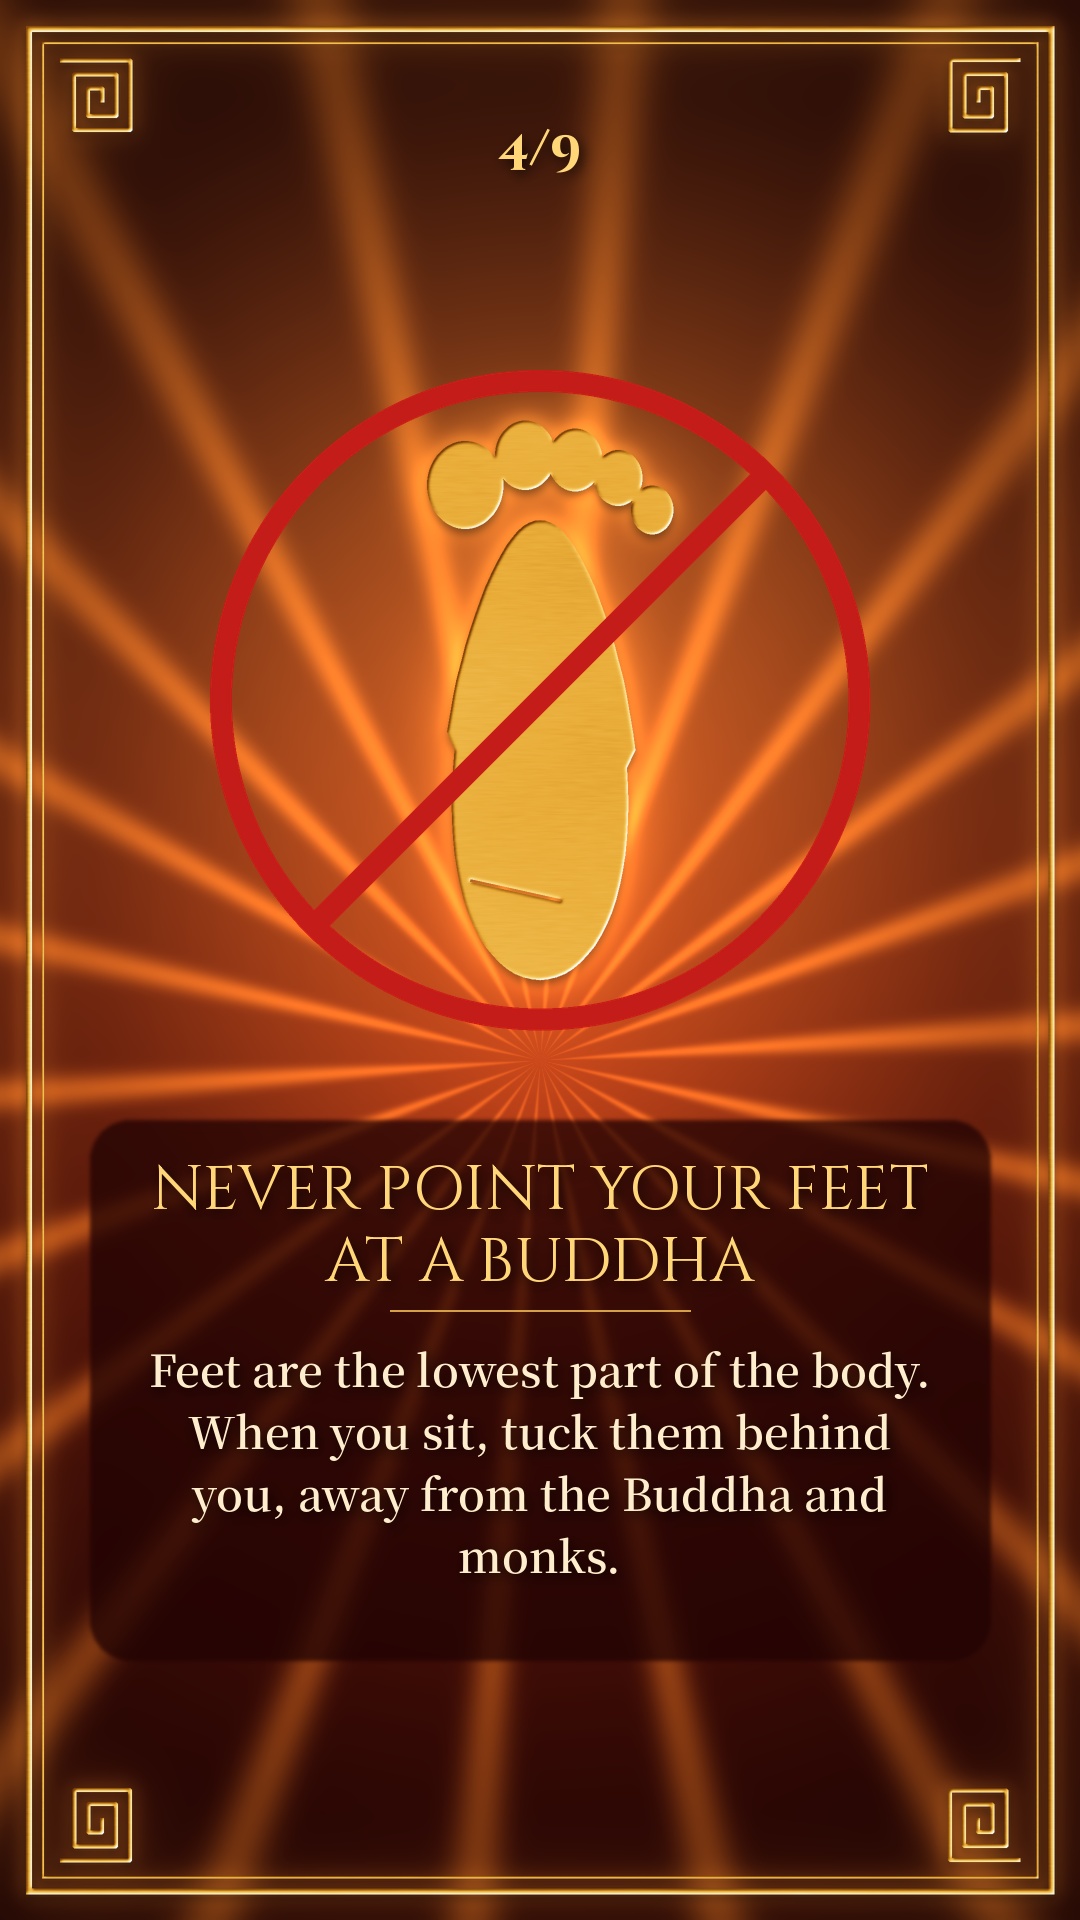 4/9
NEVER POINT YOUR FEET
AT A BUDDHA
Feet are the lowest part of the body.
When you sit, tuck them behind
you, away from the Buddha and
monks.